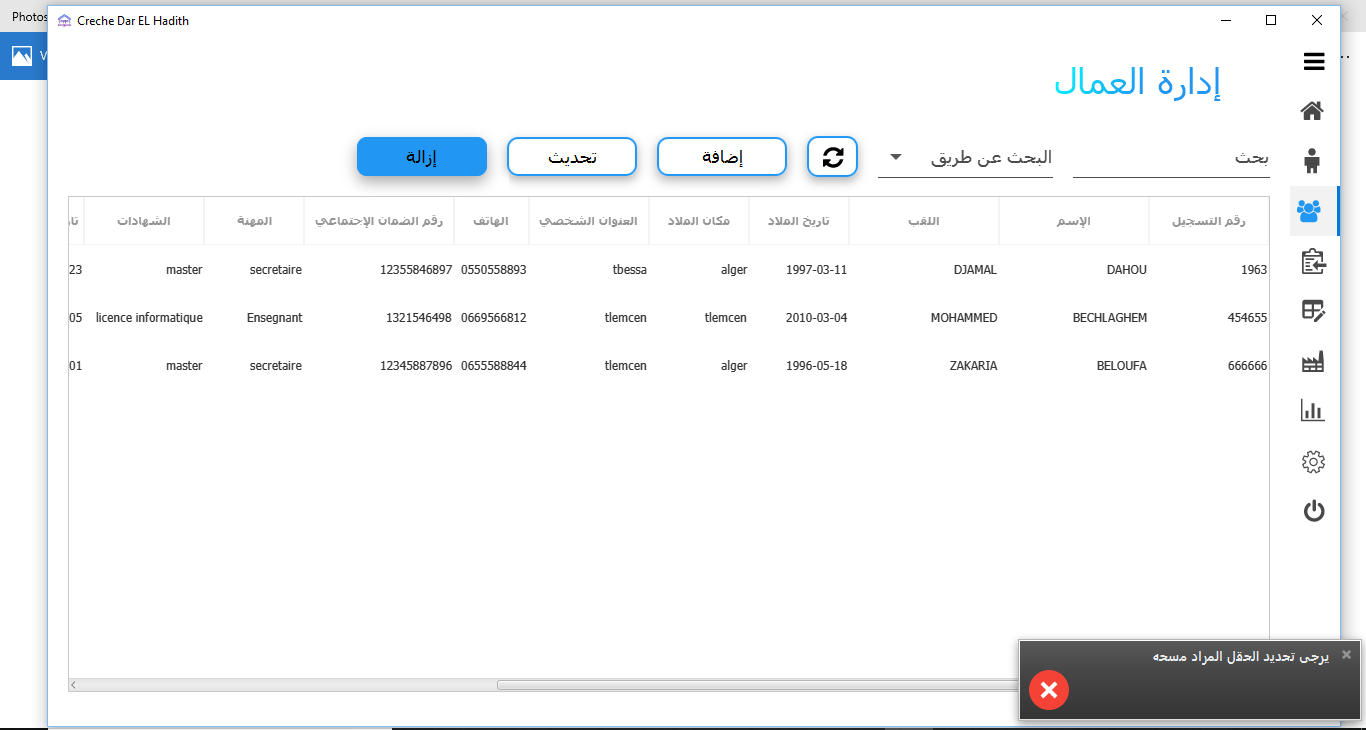 Photos
Creche Dar EL Hadith
إدارة العمال
بحث
البحث عن طريق
إضافة
تحديث
إزالة
رقم التسجيل الإسم اللقب تاريخ الملاد مكان الملاد العنوان الشخصي الهاتف رقم الضمان الإجتماعي المهنة الشهادات تار
1963 DAHOU DJAMAL 1997-03-11 alger tbessa 0550558893 12355846897 secretaire master 23
454655 BECHLAGHEM MOHAMMED 2010-03-04 tlemcen tlemcen 0669566812 1321546498 Ensegnant licence informatique 05
666666 BELOUFA ZAKARIA 1996-05-18 alger tlemcen 0655588844 12345887896 secretaire master 01
يرجى تحديد الحقل المراد مسحه